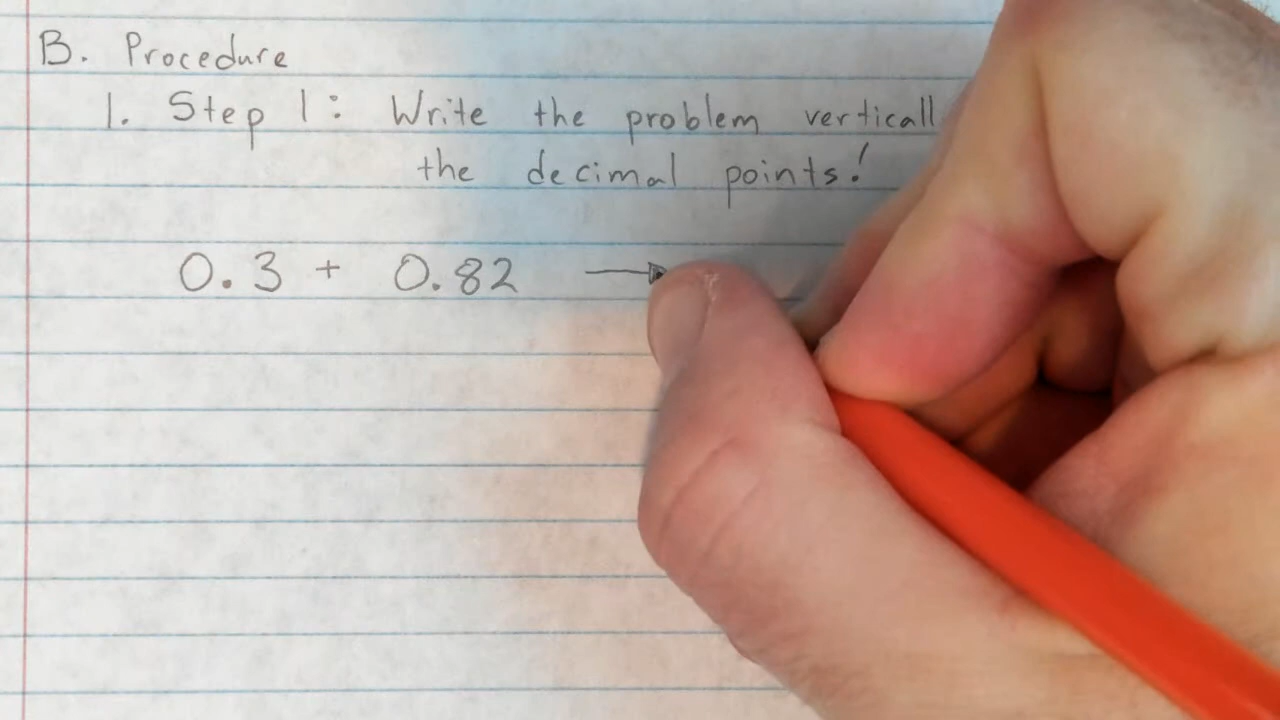 B. Procedure
1. Step 1: Write the problem verticall
the decimal points!
0.3 + 0.82 →